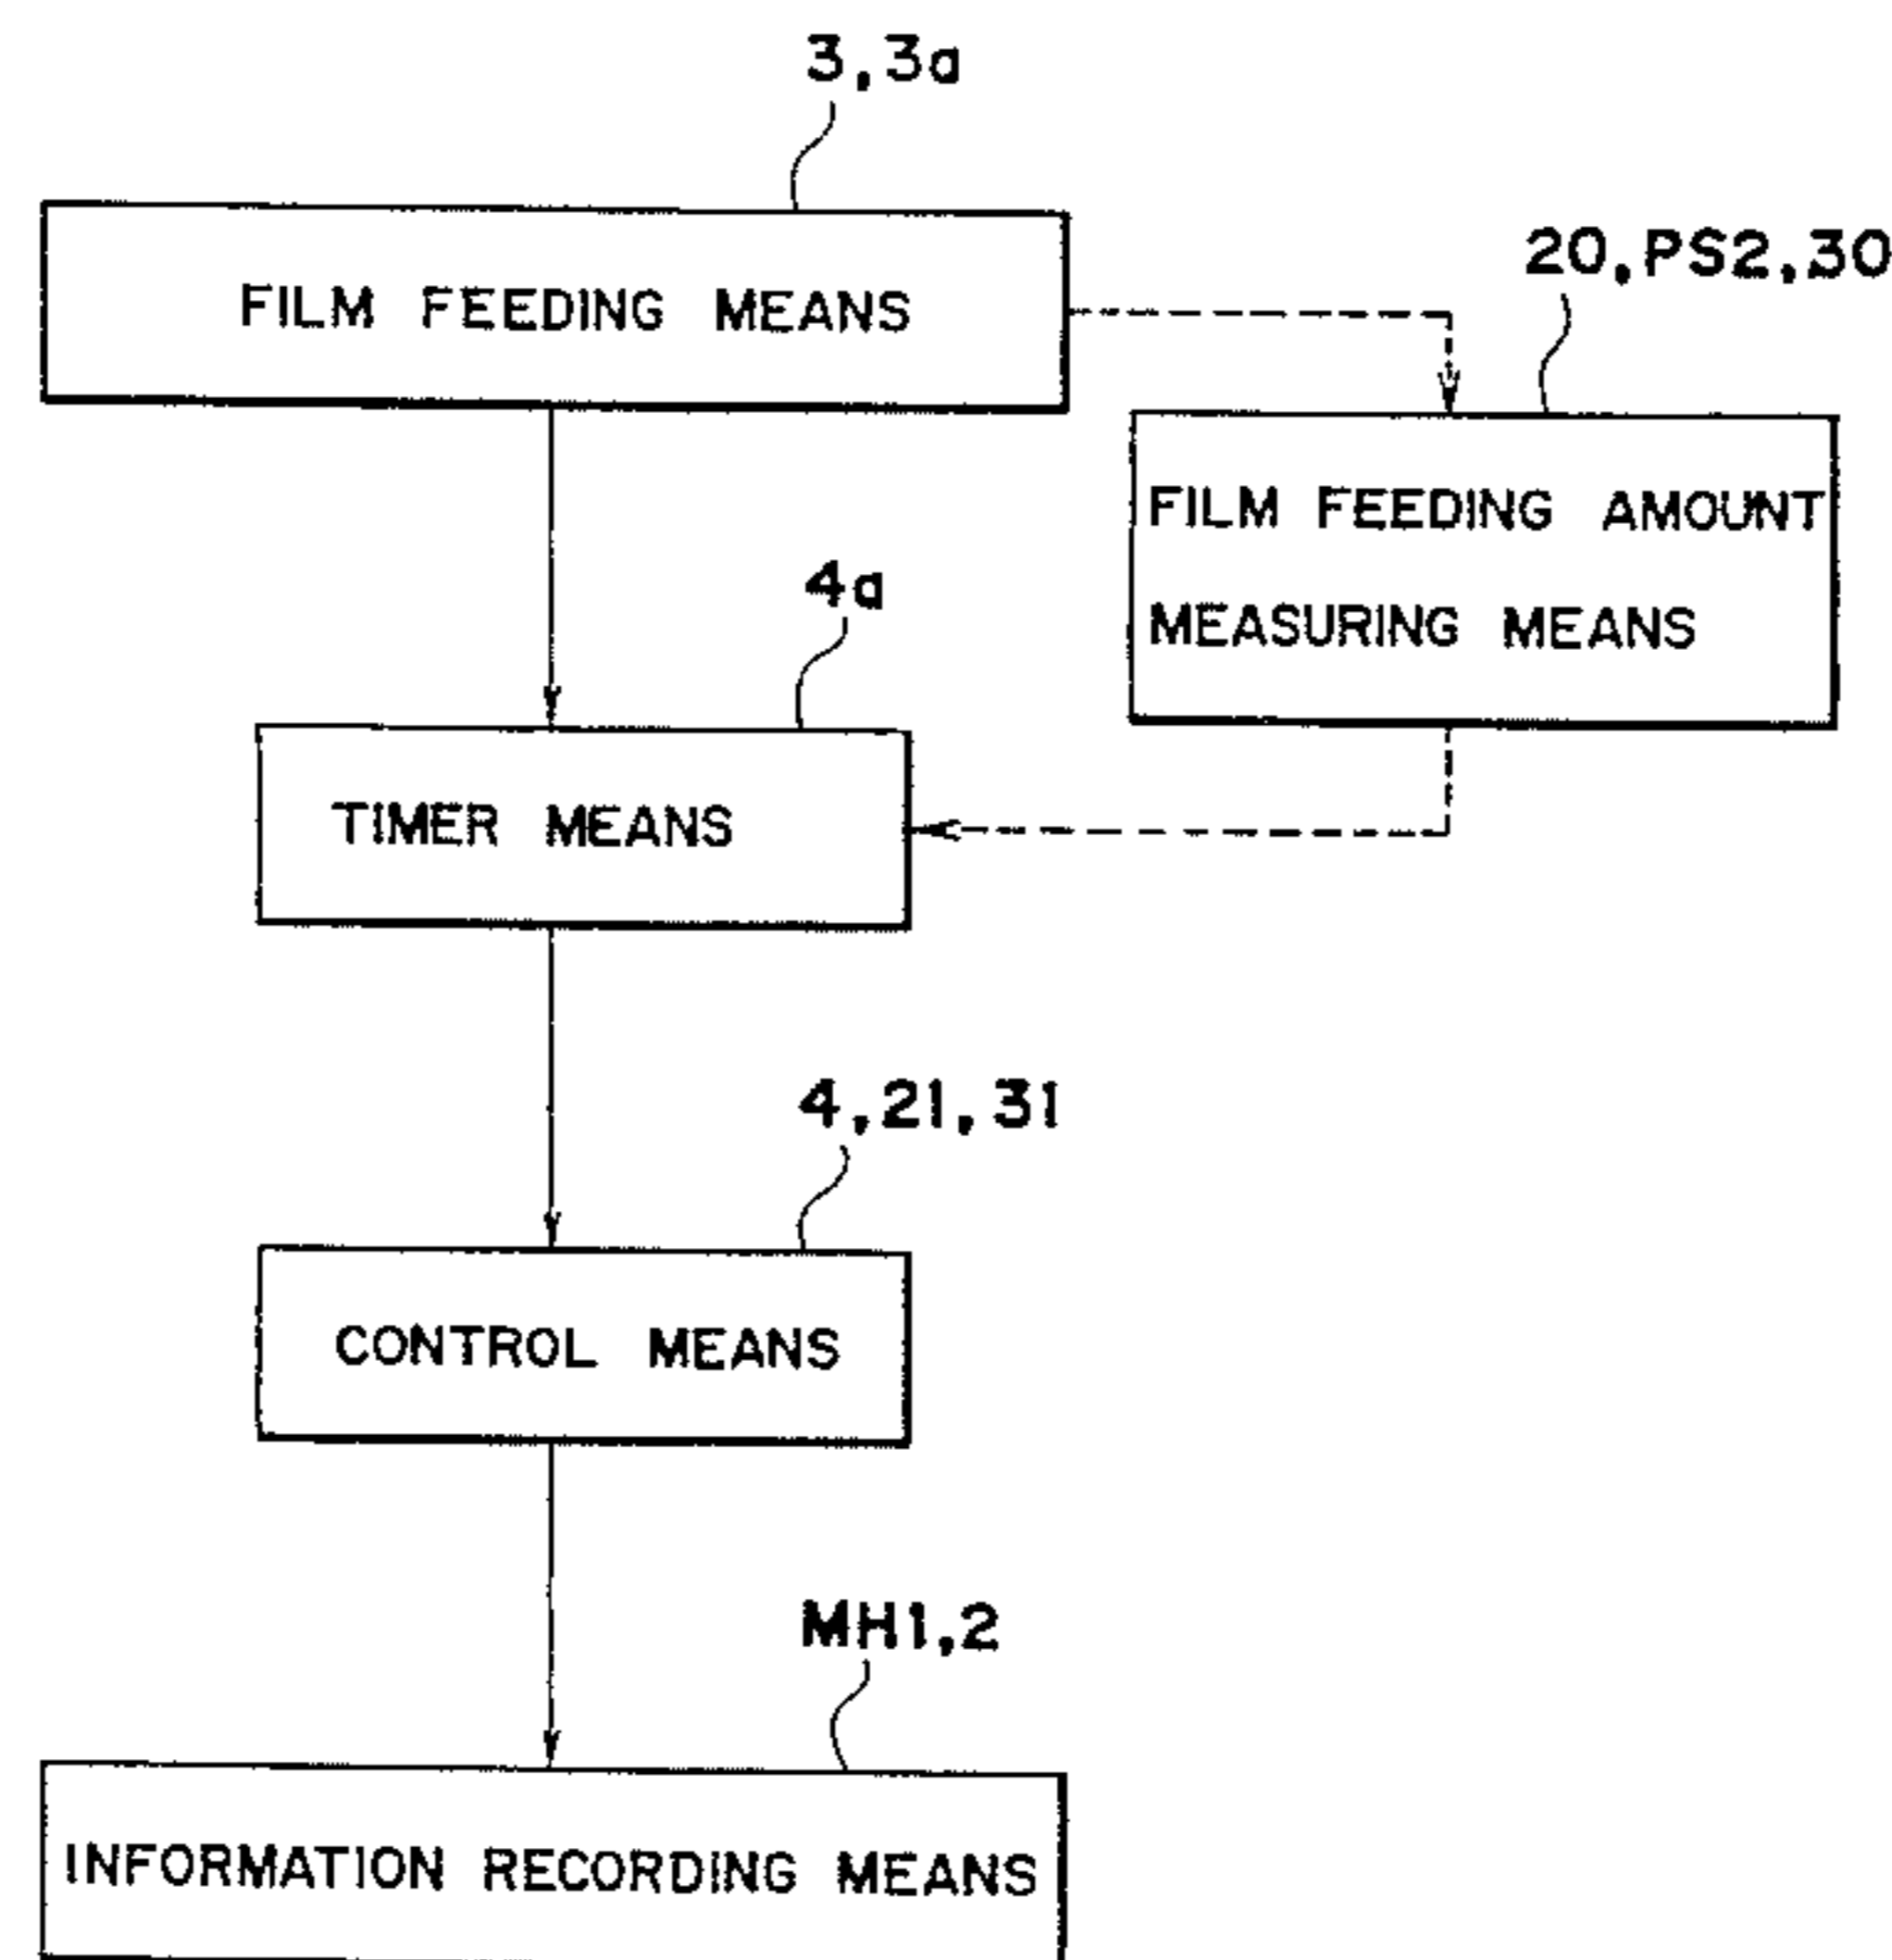 3,3a
FILM FEEDING MEANS
20,PS2,30
FILM FEEDING AMOUNT
MEASURING MEANS
4a
TIMER MEANS
4,21,31
CONTROL MEANS
MH1,2
INFORMATION RECORDING MEANS